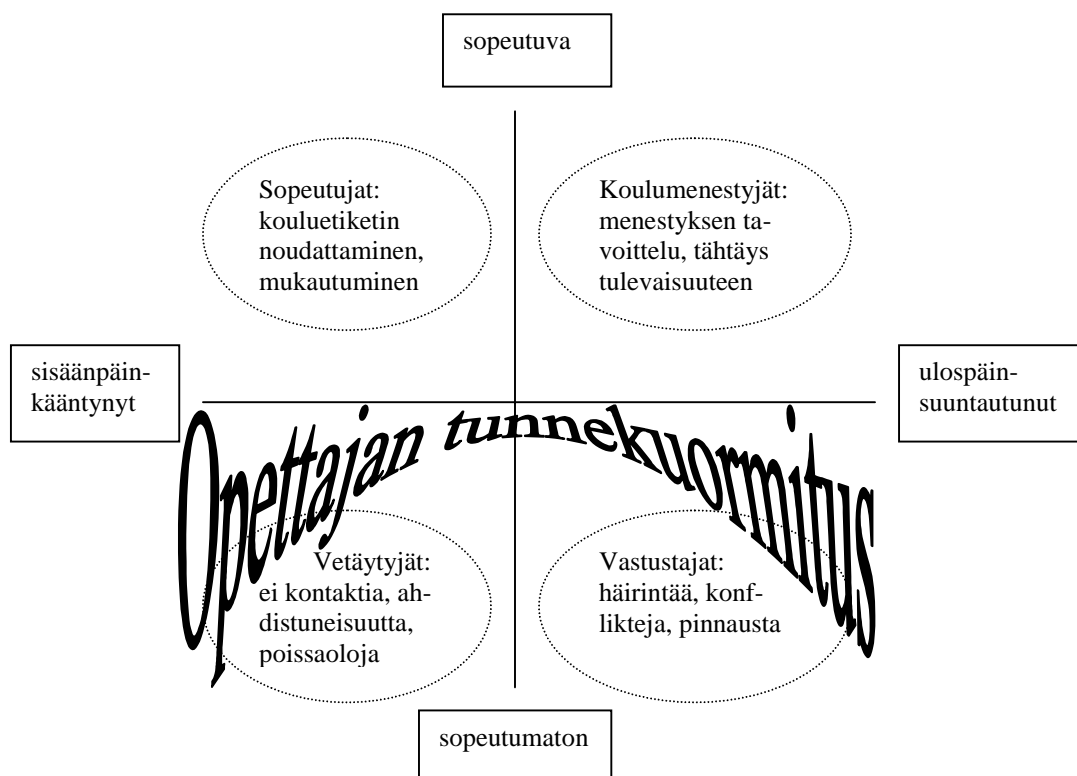 sopeutuva
Sopeutujat:
kouluetiketin
noudattaminen,
mukautuminen
Koulumenestyjät:
menestyksen ta-
voittelu, tähtäys
tulevaisuuteen
sisäänpäin-
kääntynyt
ulospäin-
suuntautunut
Opettajan tunnekuormitus
Vetäytyjät:
ei kontaktia, ah-
distuneisuutta,
poissaoloja
Vastustajat:
häirintää, konf-
likteja, pinnausta
sopeutumaton